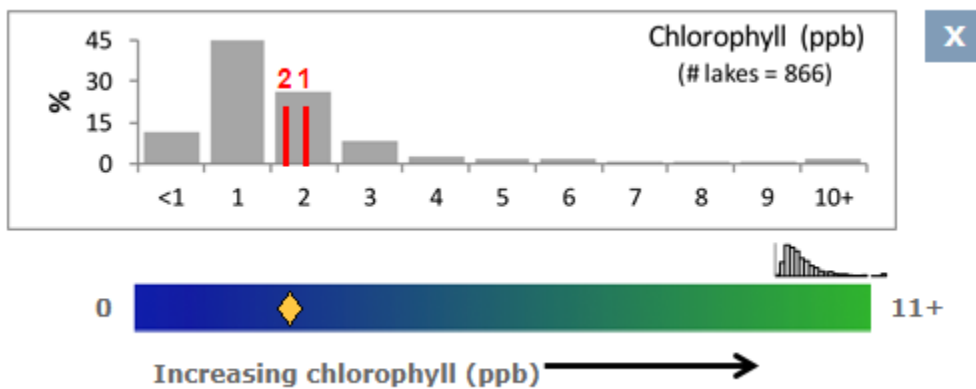 Chlorophyll (ppb)
(# lakes = 866)
X
%
45
30
15
0
2 1
<1 1 2 3 4 5 6 7 8 9 10+
0
11+
Increasing chlorophyll (ppb)